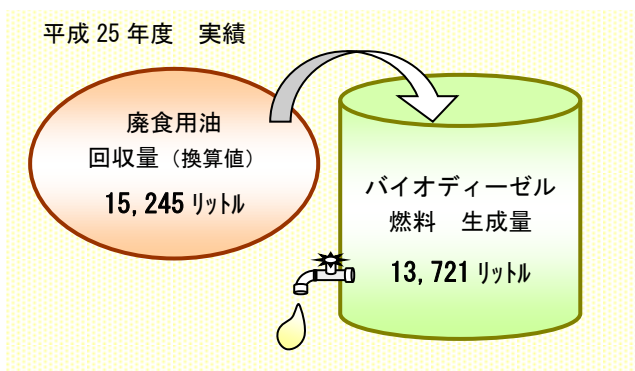 平成 25 年度　実績
廃食用油
回収量（換算値）
15,245 ﾘｯﾄﾙ
バイオディーゼル
燃料　生成量
13,721 ﾘｯﾄﾙ